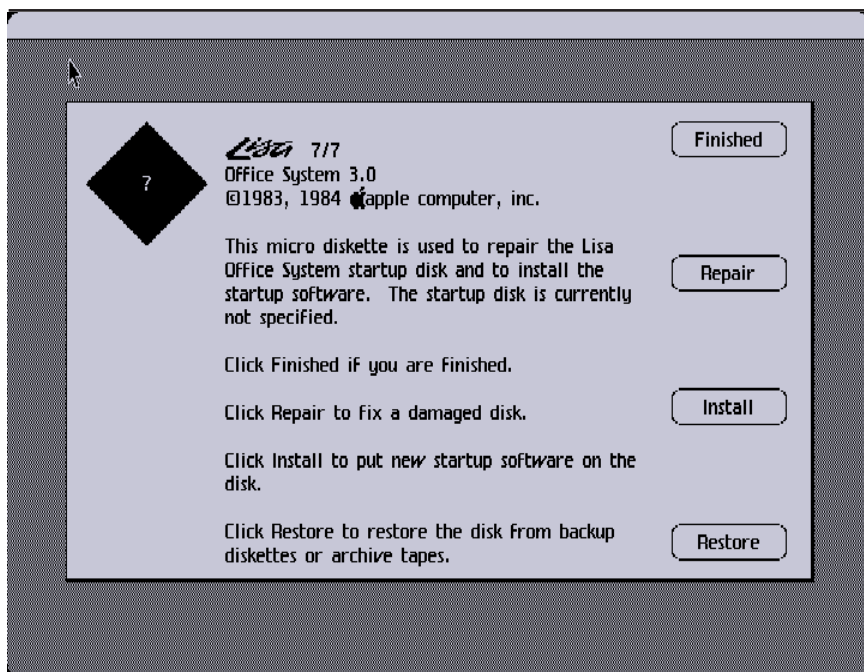 ?
Lisa 7/7
Office System 3.0
©1983, 1984 apple computer, inc.
This micro diskette is used to repair the Lisa
Office System startup disk and to install the
startup software. The startup disk is currently
not specified.
Click Finished if you are finished.
Click Repair to fix a damaged disk.
Click Install to put new startup software on the
disk.
Click Restore to restore the disk from backup
diskettes or archive tapes.
Finished
Repair
Install
Restore